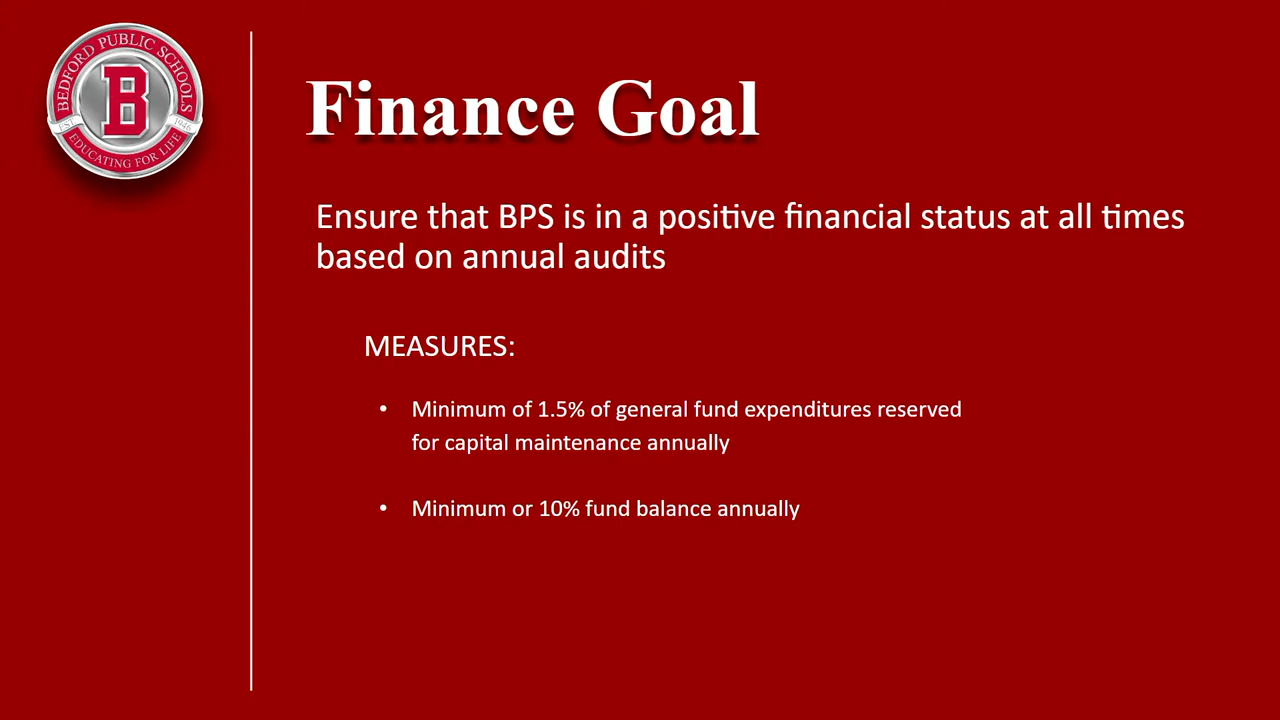 BEDFORD PUBLIC SCHOOLS
B
EST. 1946
EDUCATING FOR LIFE
Finance Goal
Ensure that BPS is in a positive financial status at all times
based on annual audits
MEASURES:
• Minimum of 1.5% of general fund expenditures reserved
for capital maintenance annually
• Minimum or 10% fund balance annually